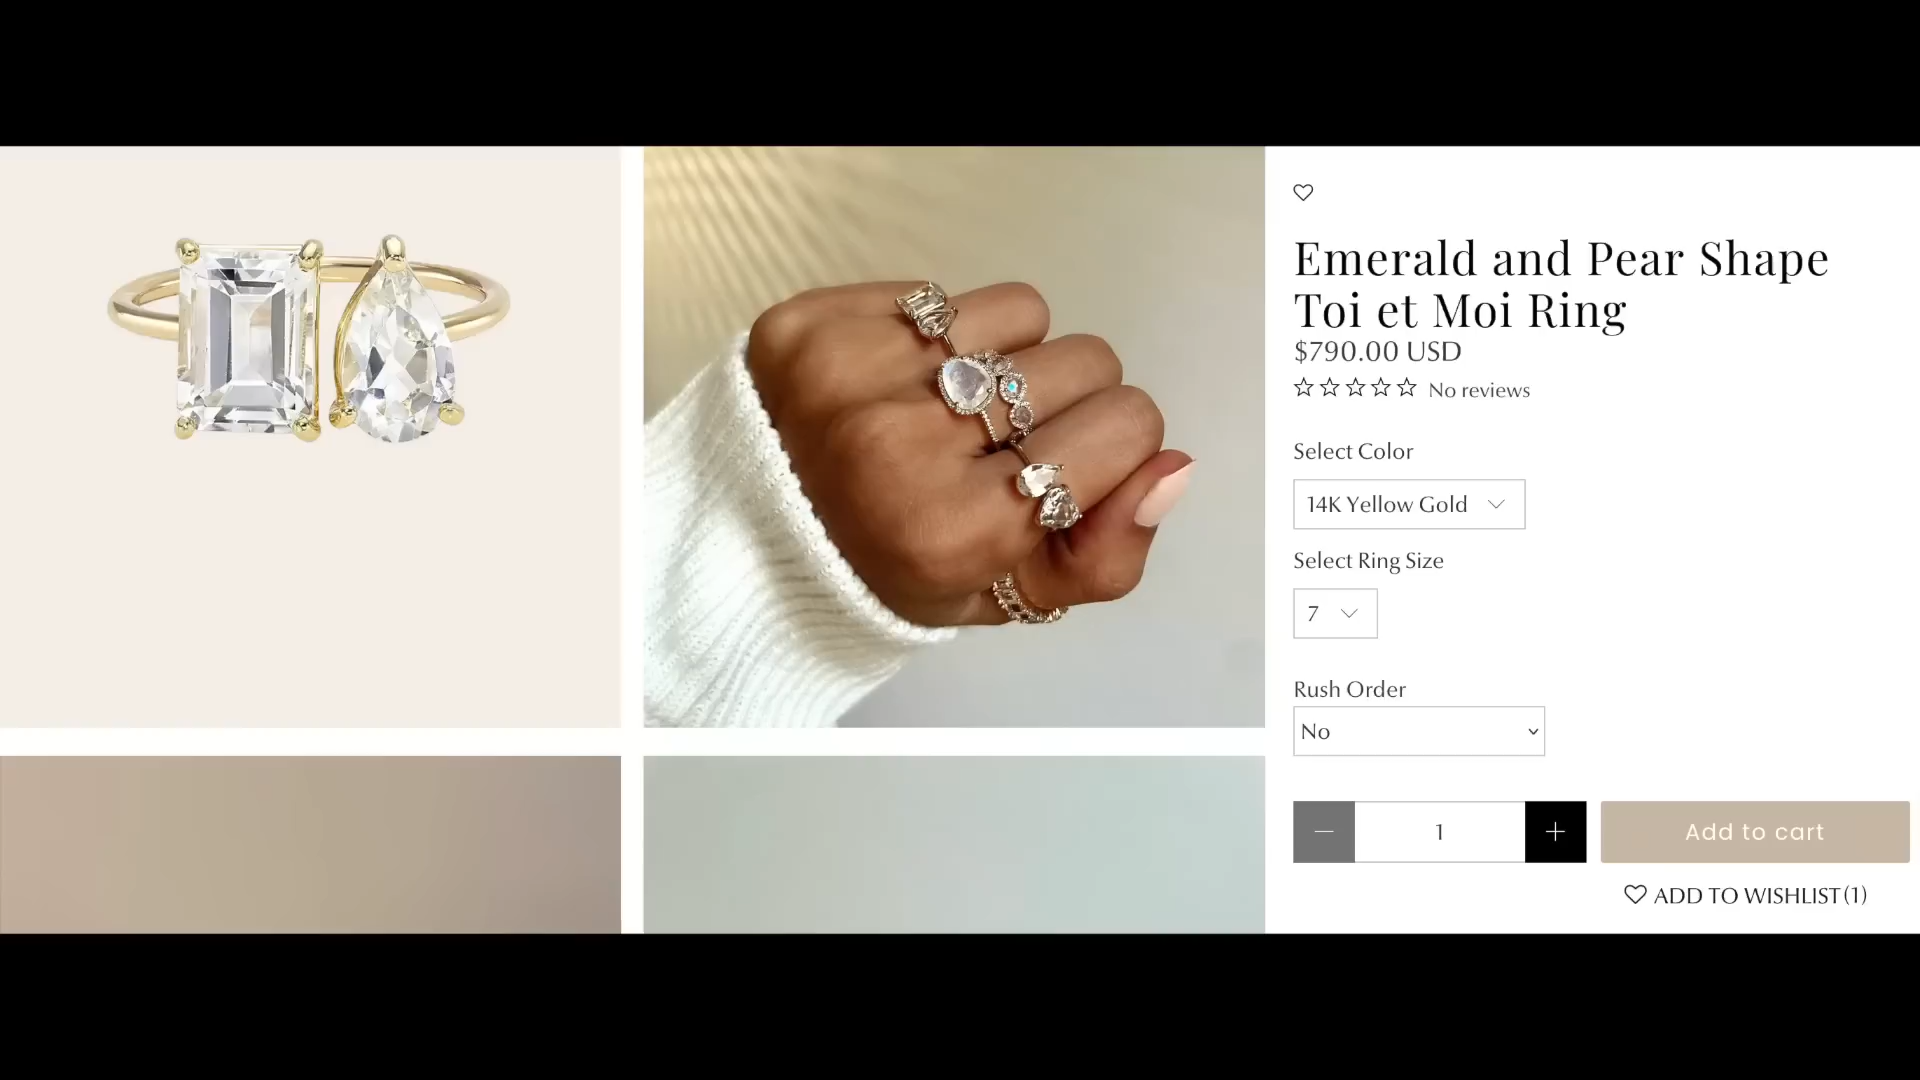 Emerald and Pear Shape
Toi et Moi Ring
$790.00 USD
No reviews
Select Color
14K Yellow Gold
Select Ring Size
7
Rush Order
No
1
Add to cart
ADD TO WISHLIST (1)